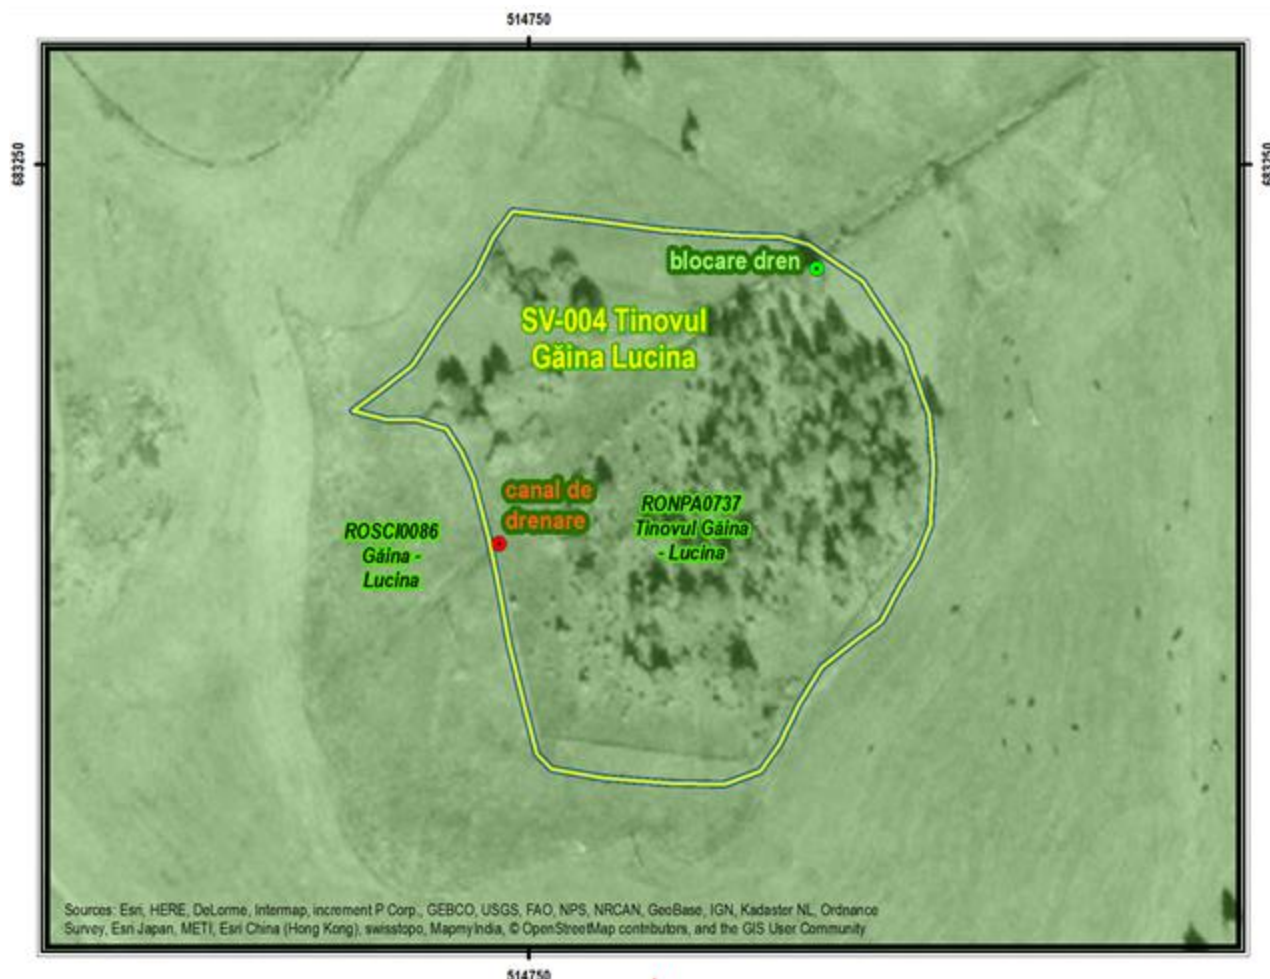 514750
683250
683250
blocare dren
SV-004 Tinovul
Găina Lucina
canal de
drenare
RONPA0737
Tinovul Găina
- Lucina
ROSCI0086
Găina -
Lucina
Sources: Esri, HERE, DeLorme, Intermap, increment P Corp., GEBCO, USGS, FAO, NPS, NRCAN, GeoBase, IGN, Kadaster NL, Ordnance
Survey, Esri Japan, METI, Esri China (Hong Kong), swisstopo, MapmyIndia, © OpenStreetMap contributors, and the GIS User Community
514750